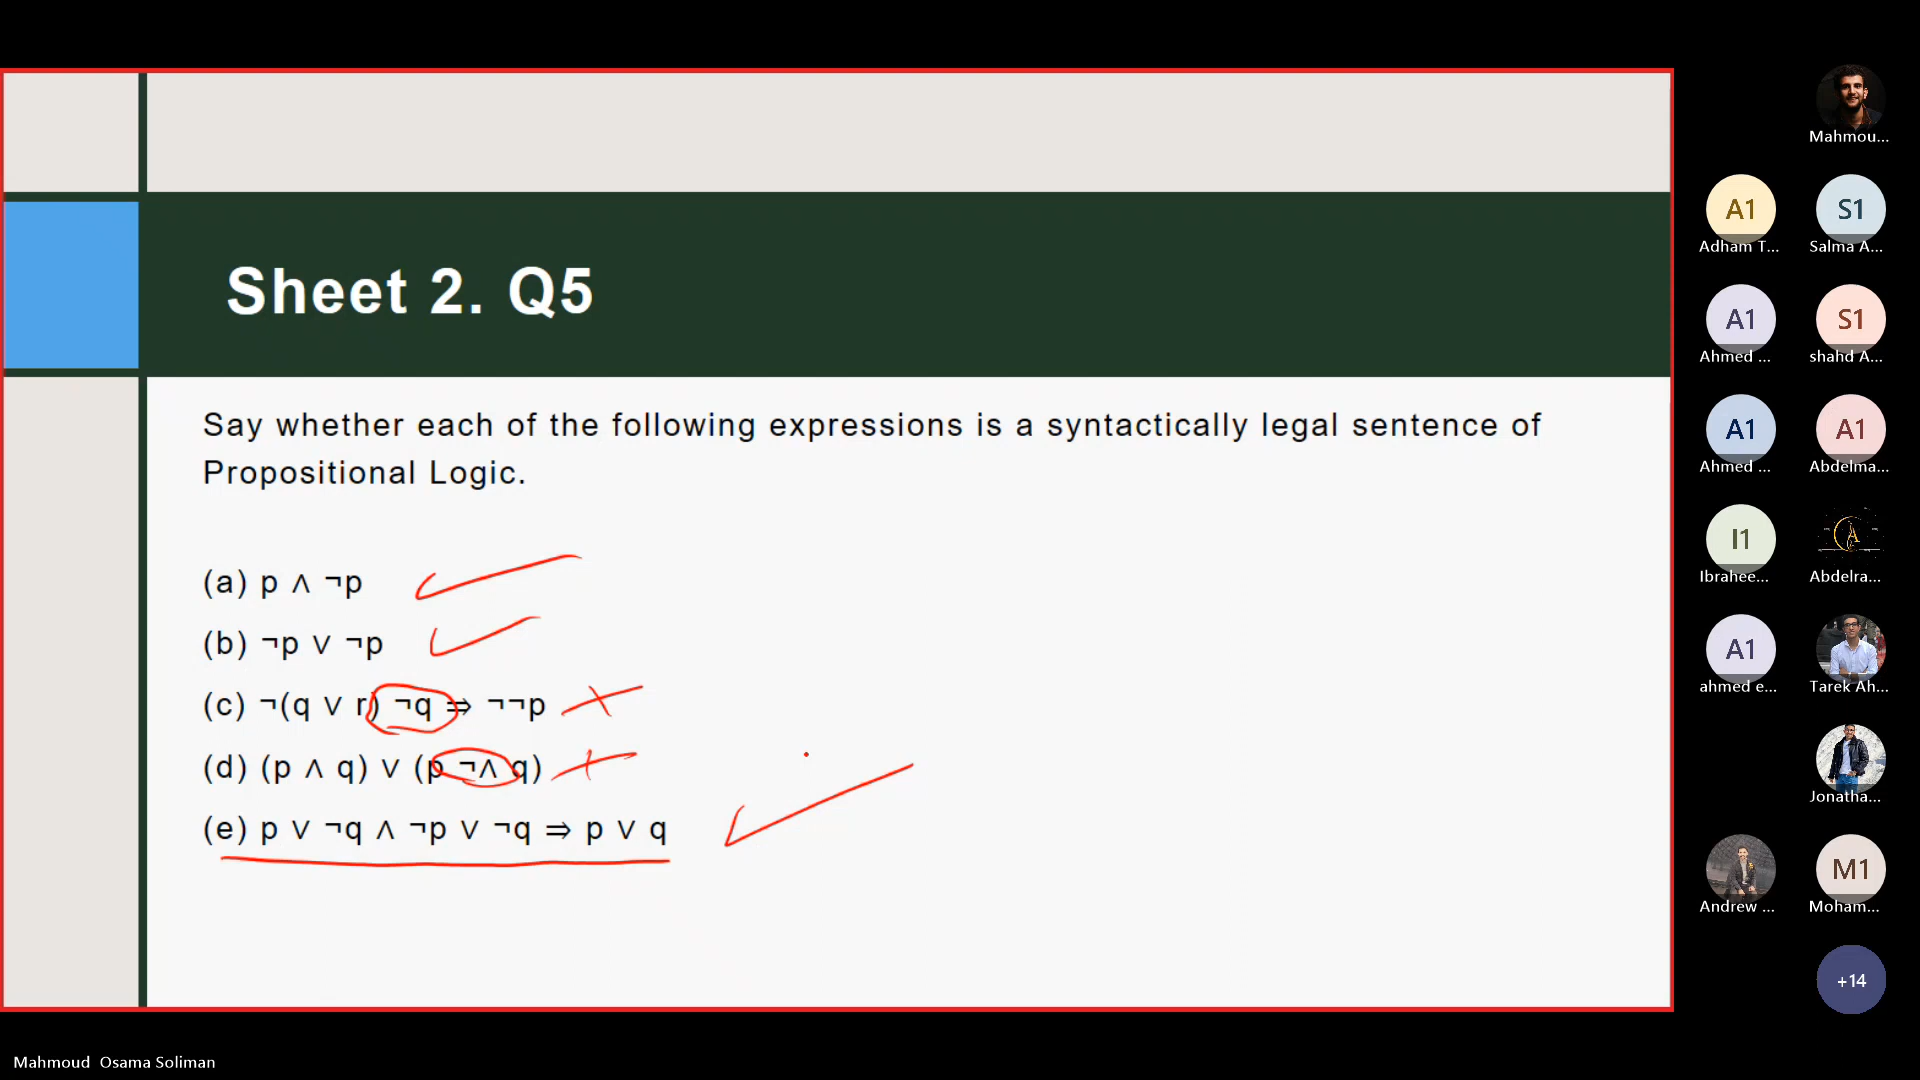 Sheet 2. Q5
Say whether each of the following expressions is a syntactically legal sentence of
Propositional Logic.
(a) p ∧ ¬p
(b) ¬p ∨ ¬p
(c) ¬(q ∨ r) ¬q ⇒ ¬¬p
(d) (p ∧ q) ∨ (p ¬∧ q)
(e) p ∨ ¬q ∧ ¬p ∨ ¬q ⇒ p ∨ q
Mahmou...
A1 S1
Adham T... Salma A...
A1 S1
Ahmed ... shahd A...
A1 A1
Ahmed ... Abdelma...
I1 A
Ibrahee... Abdelra...
A1
ahmed e... Tarek Ah...
Jonatha...
M1
Andrew ... Moham...
+14
Mahmoud Osama Soliman